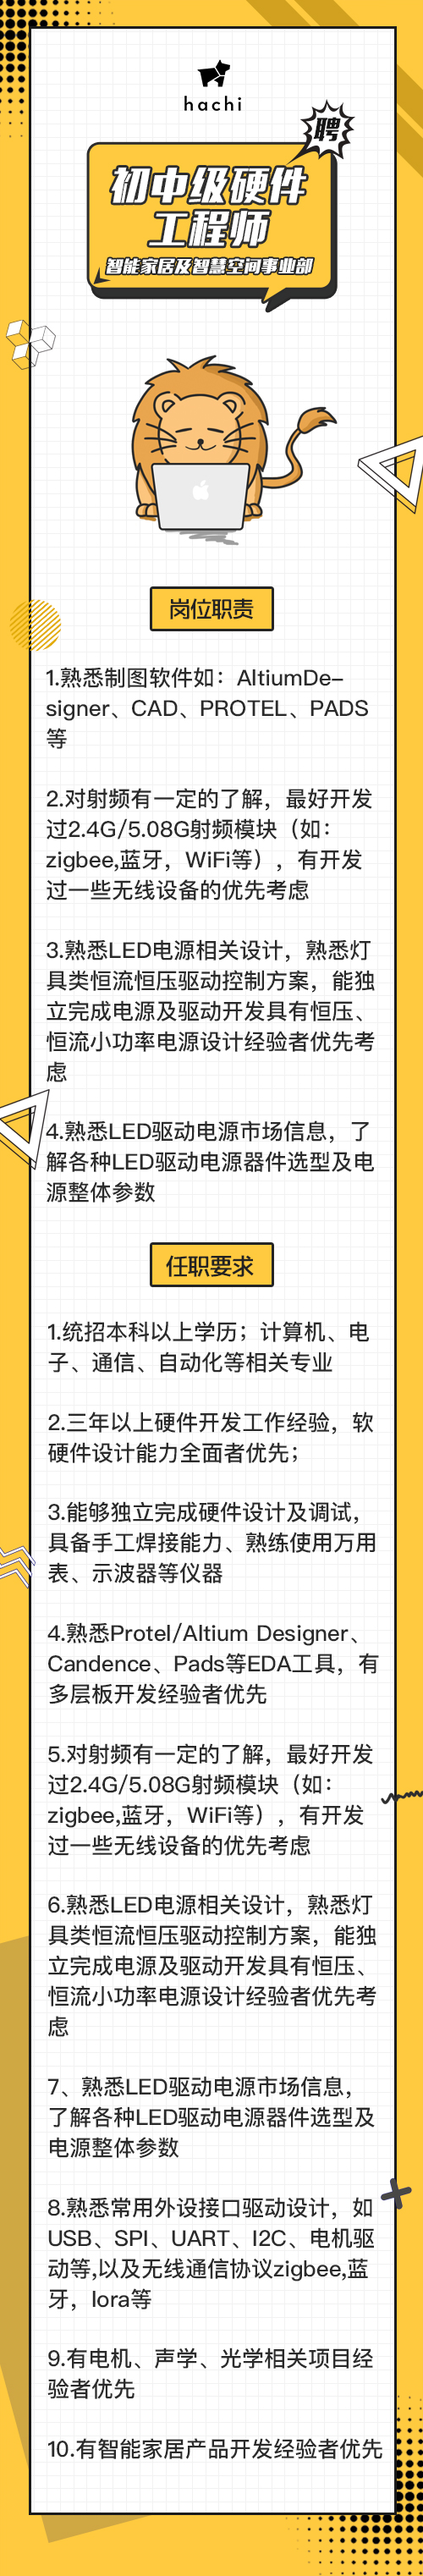 hachi
聘
初中级硬件
工程师
智能家居及智慧空间事业部
岗位职责
1.熟悉制图软件如：AltiumDe-
signer、CAD、PROTEL、PADS
等
2.对射频有一定的了解，最好开发
过2.4G/5.08G射频模块（如：
zigbee,蓝牙，WiFi等），有开发
过一些无线设备的优先考虑
3.熟悉LED电源相关设计，熟悉灯
具类恒流恒压驱动控制方案，能独
立完成电源及驱动开发具有恒压、
恒流小功率电源设计经验者优先考
虑
4.熟悉LED驱动电源市场信息，了
解各种LED驱动电源器件选型及电
源整体参数
任职要求
1.统招本科以上学历；计算机、电
子、通信、自动化等相关专业
2.三年以上硬件开发工作经验，软
硬件设计能力全面者优先；
3.能够独立完成硬件设计及调试，
具备手工焊接能力、熟练使用万用
表、示波器等仪器
4.熟悉Protel/Altium Designer、
Candence、Pads等EDA工具，有
多层板开发经验者优先
5.对射频有一定的了解，最好开发
过2.4G/5.08G射频模块（如：
zigbee,蓝牙，WiFi等），有开发
过一些无线设备的优先考虑
6.熟悉LED电源相关设计，熟悉灯
具类恒流恒压驱动控制方案，能独
立完成电源及驱动开发具有恒压、
恒流小功率电源设计经验者优先考
虑
7、熟悉LED驱动电源市场信息，
了解各种LED驱动电源器件选型及
电源整体参数
8.熟悉常用外设接口驱动设计，如
USB、SPI、UART、I2C、电机驱
动等,以及无线通信协议zigbee,蓝
牙，lora等
9.有电机、声学、光学相关项目经
验者优先
10.有智能家居产品开发经验者优先